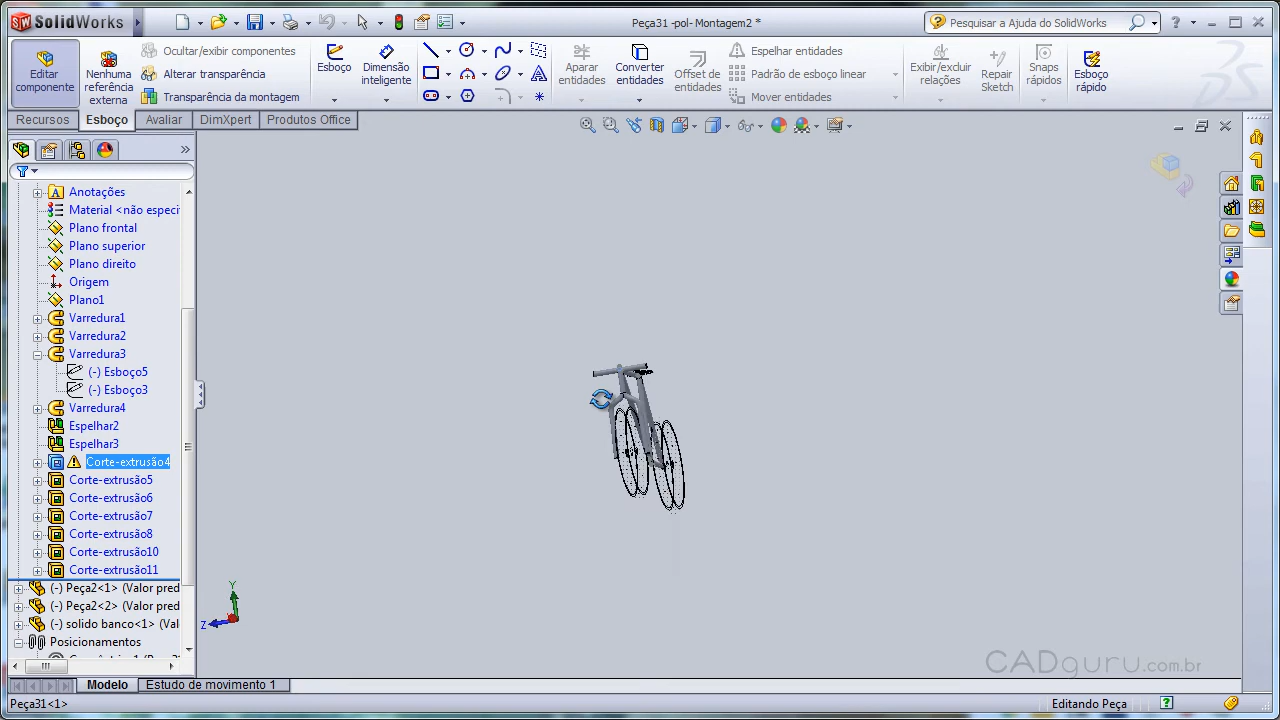 SolidWorks
Peça31 -pol- Montagem2 *
Pesquisar a Ajuda do SolidWorks
Editar componente
Nenhuma referência externa
Ocultar/exibir componentes
Alterar transparência
Transparência da montagem
Esboço
Dimensão inteligente
Aparar entidades
Converter entidades
Offset de entidades
Espelhar entidades
Padrão de esboço linear
Mover entidades
Exibir/excluir relações
Reparar Sketch
Snaps rápidos
Esboço rápido
Recursos
Esboço
Avaliar
DimXpert
Produtos Office
Anotações
Material <não especi
Plano frontal
Plano superior
Plano direito
Origem
Plano1
Varredura1
Varredura2
Varredura3
(-) Esboço5
(-) Esboço3
Varredura4
Espelhar2
Espelhar3
Corte-extrusão4
Corte-extrusão5
Corte-extrusão6
Corte-extrusão7
Corte-extrusão8
Corte-extrusão10
Corte-extrusão11
(-) Peça2<1> (Valor pred
(-) Peça2<2> (Valor pred
(-) solido banco<1> (Val
Posicionamentos
Y
Z
CADguru.com.br
Modelo
Estudo de movimento 1
Peça31<1>
Editando Peça